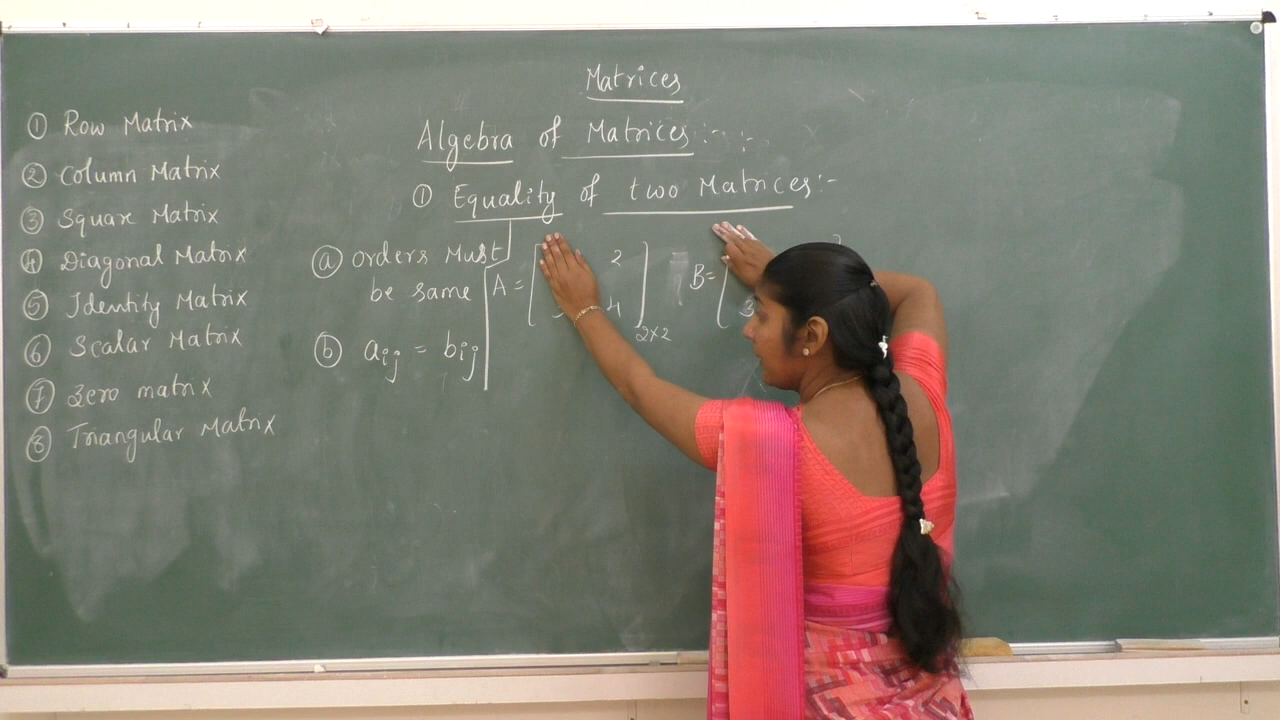 Matrices
Algebra of Matrices:-
① Equality of two Matrices:-
① Row Matrix
② Column Matrix
③ Square Matrix
④ Diagonal Matrix
⑤ Identity Matrix
⑥ Scalar Matrix
⑦ Zero matrix
⑧ Triangular Matrix
ⓐ orders Must
be same
ⓑ aij = bij
A = [ 2
4 ] 2x2
B = [
3